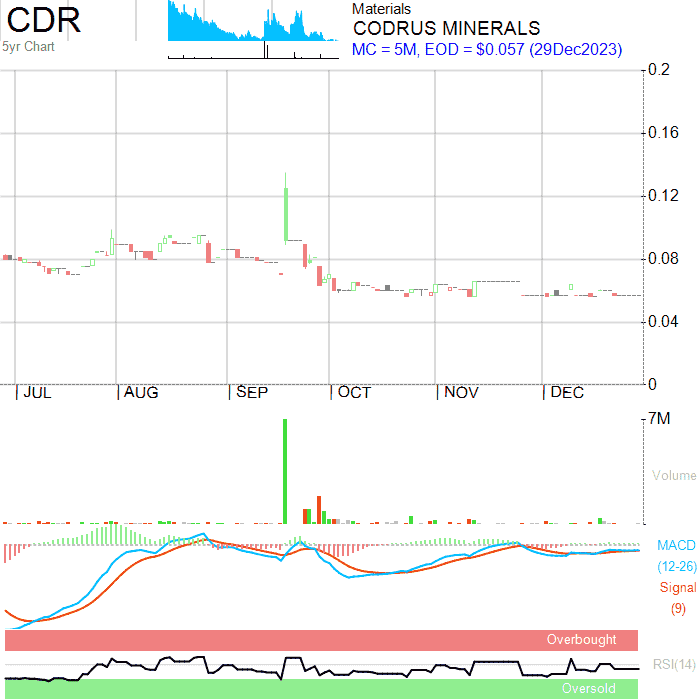 CDR
5yr Chart
Materials
CODRUS MINERALS
MC = 5M, EOD = $0.057 (29Dec2023)
0.2
0.16
0.12
0.08
0.04
0
JUL AUG SEP OCT NOV DEC
7M
Volume
MACD
(12-26)
Signal
(9)
Overbought
RSI(14)
Oversold